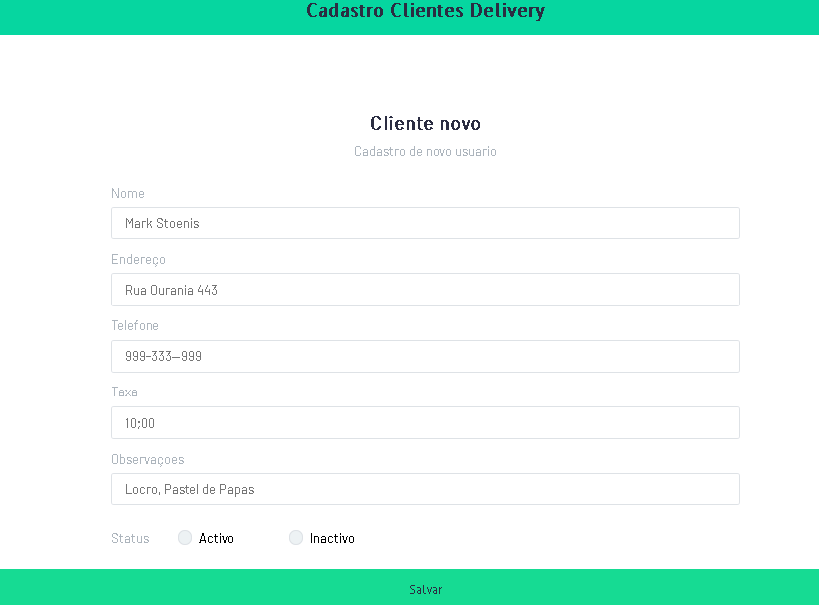 Cadastro Clientes Delivery
Cliente novo
Cadastro de novo usuario
Nome
Mark Stoenis
Endereço
Rua Ourania 443
Telefone
999-333--999
Taxa
10;00
Observaçoes
Locro, Pastel de Papas
Status Activo Inactivo
Salvar